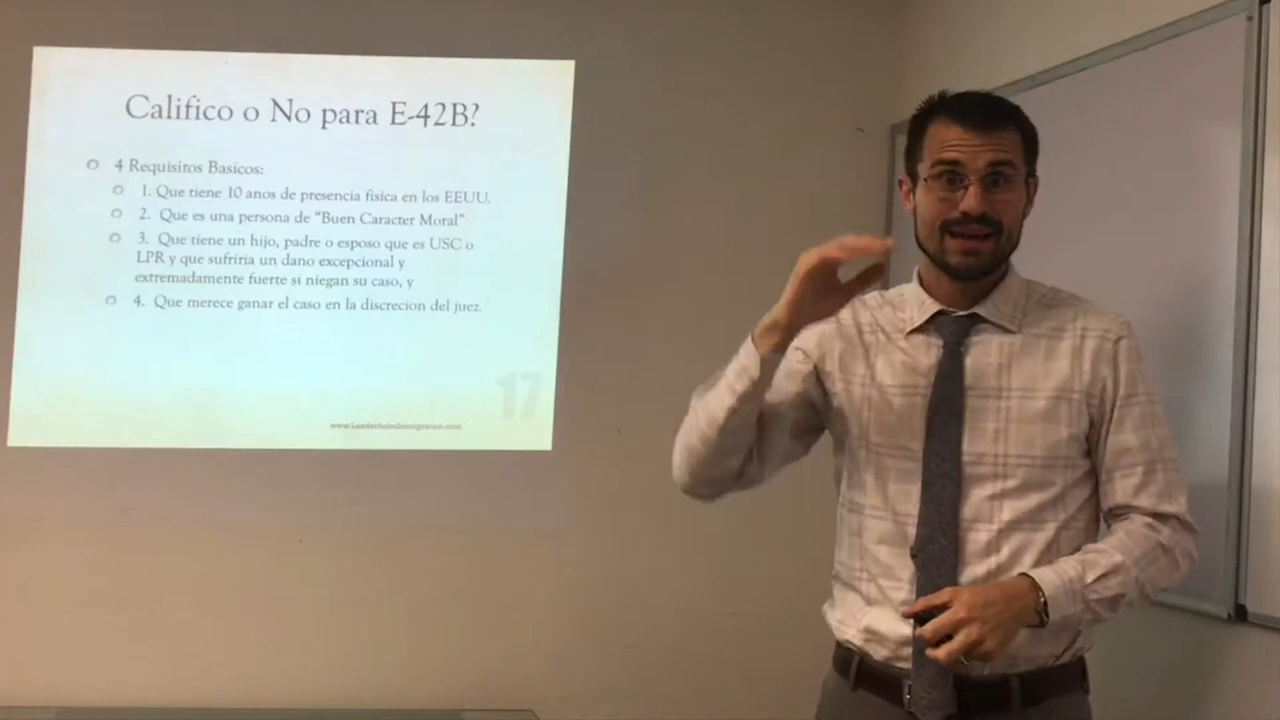 Califico o No para E-42B?
4 Requisitos Basicos:
1. Que tiene 10 anos de presencia fisica en los EEUU.
2. Que es una persona de "Buen Caracter Moral"
3. Que tiene un hijo, padre o esposo que es USC o
LPR y que sufriria un dano excepcional y
extremadamente fuerte si niegan su caso, y
4. Que merece ganar el caso en la discrecion del juez.
17